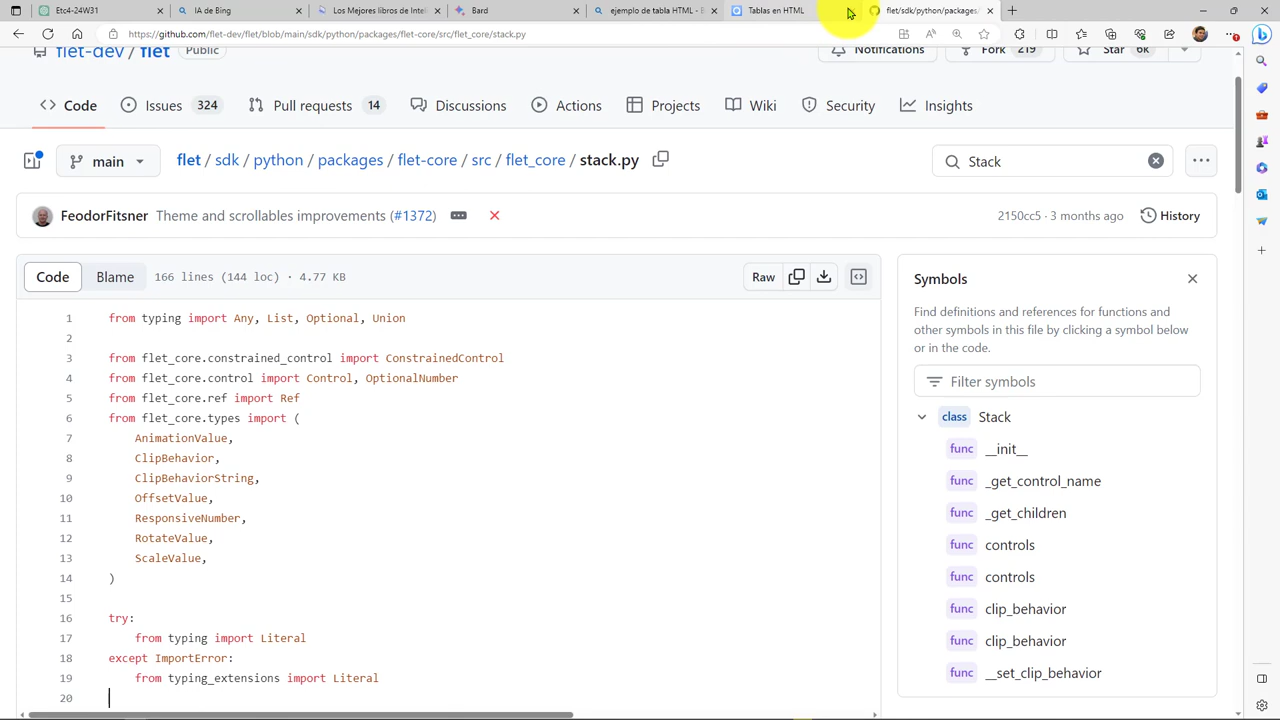 Etc4-24W31
IA de Bing
Los Mejores libros de Intel
Bard
ejemplo de tabla HTML - B
Tablas en HTML
flet/sdk/python/packages/
https://github.com/flet-dev/flet/blob/main/sdk/python/packages/flet-core/src/flet_core/stack.py
flet-dev / flet Public
Notifications
Fork 219
Star 6k
Code
Issues 324
Pull requests 14
Discussions
Actions
Projects
Wiki
Security
Insights
main
flet / sdk / python / packages / flet-core / src / flet_core / stack.py
Stack
FeodorFitsner Theme and scrollables improvements (#1372)
2150cc5 · 3 months ago
History
Code
Blame
166 lines (144 loc) · 4.77 KB
Raw
1 from typing import Any, List, Optional, Union
2
3 from flet_core.constrained_control import ConstrainedControl
4 from flet_core.control import Control, OptionalNumber
5 from flet_core.ref import Ref
6 from flet_core.types import (
7 AnimationValue,
8 ClipBehavior,
9 ClipBehaviorString,
10 OffsetValue,
11 ResponsiveNumber,
12 RotateValue,
13 ScaleValue,
14 )
15
16 try:
17 from typing import Literal
18 except ImportError:
19 from typing_extensions import Literal
20
Symbols
Find definitions and references for functions and
other symbols in this file by clicking a symbol below
or in the code.
Filter symbols
class Stack
func __init__
func _get_control_name
func _get_children
func controls
func controls
func clip_behavior
func clip_behavior
func __set_clip_behavior